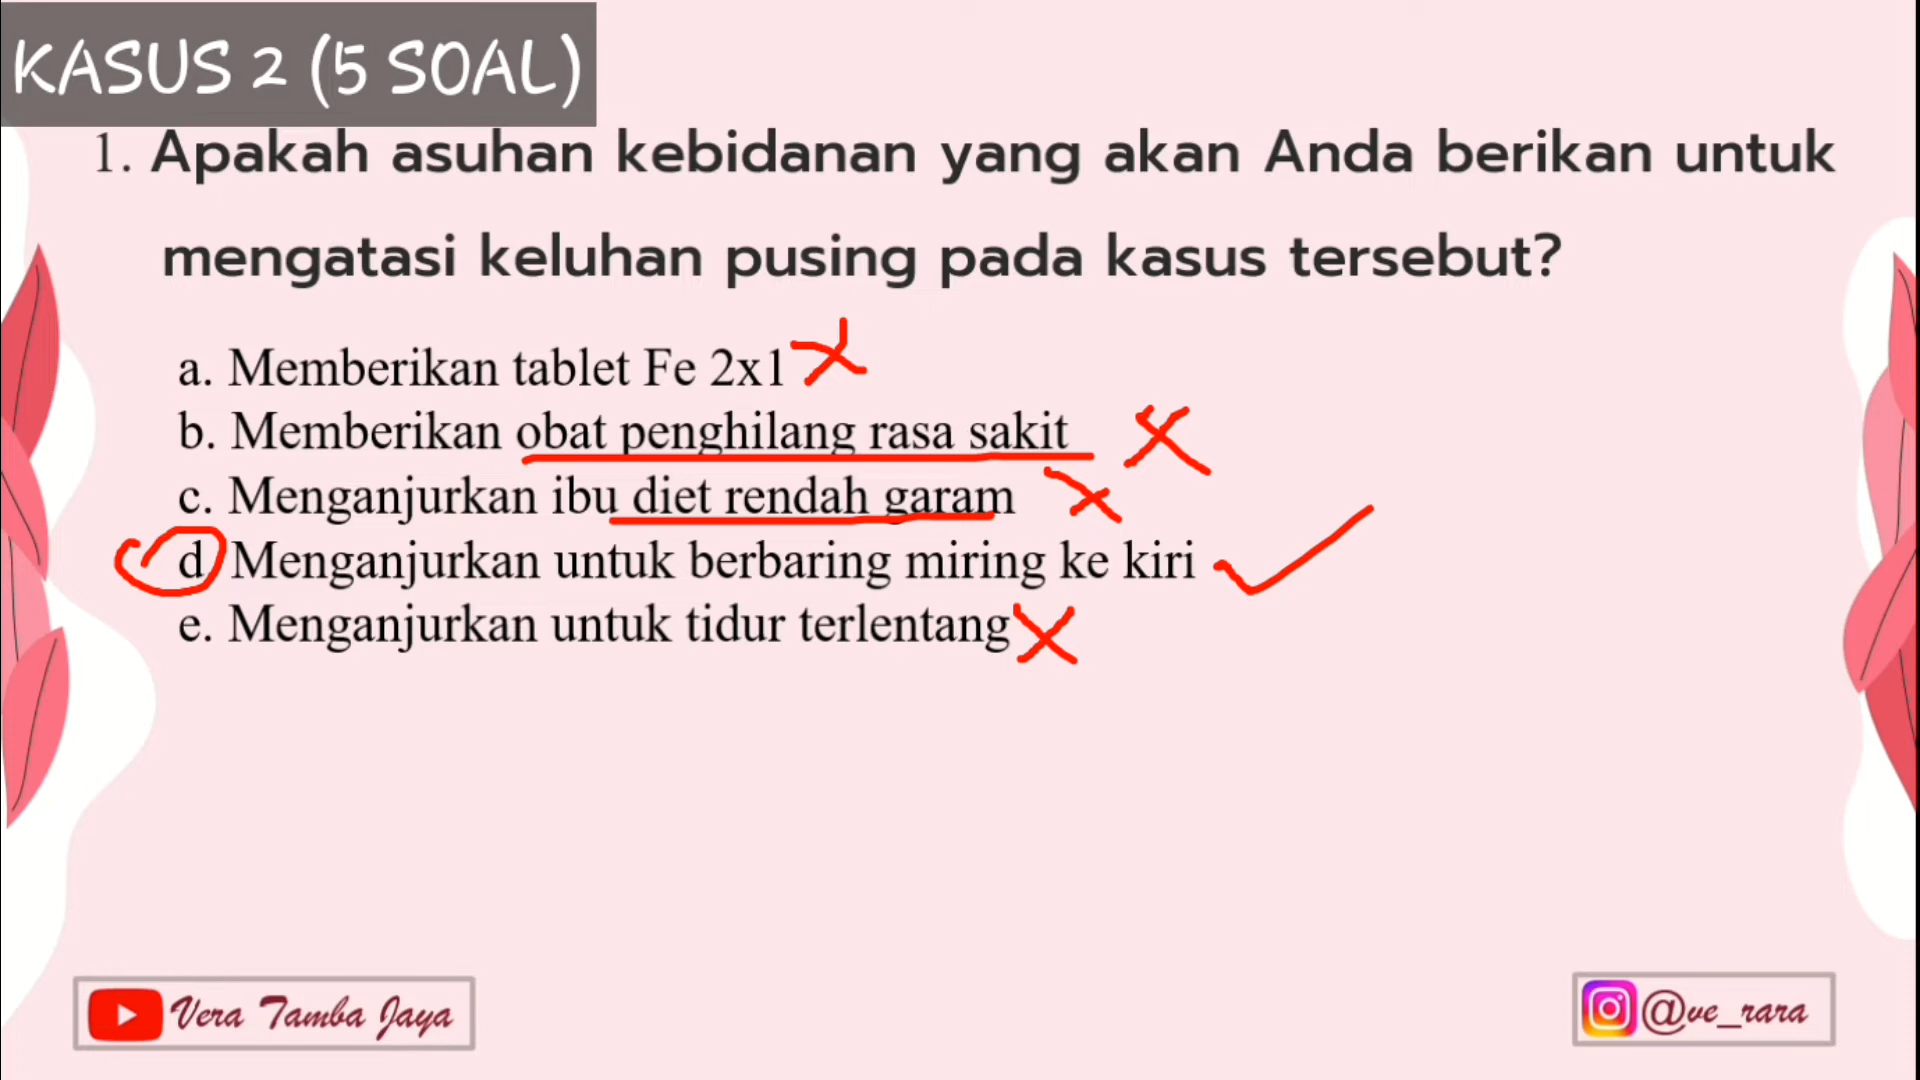 KASUS 2 (5 SOAL)
1. Apakah asuhan kebidanan yang akan Anda berikan untuk
mengatasi keluhan pusing pada kasus tersebut?
a. Memberikan tablet Fe 2x1
b. Memberikan obat penghilang rasa sakit
c. Menganjurkan ibu diet rendah garam
d. Menganjurkan untuk berbaring miring ke kiri
e. Menganjurkan untuk tidur terlentang
Vera Tamba Jaya
@ve_rara